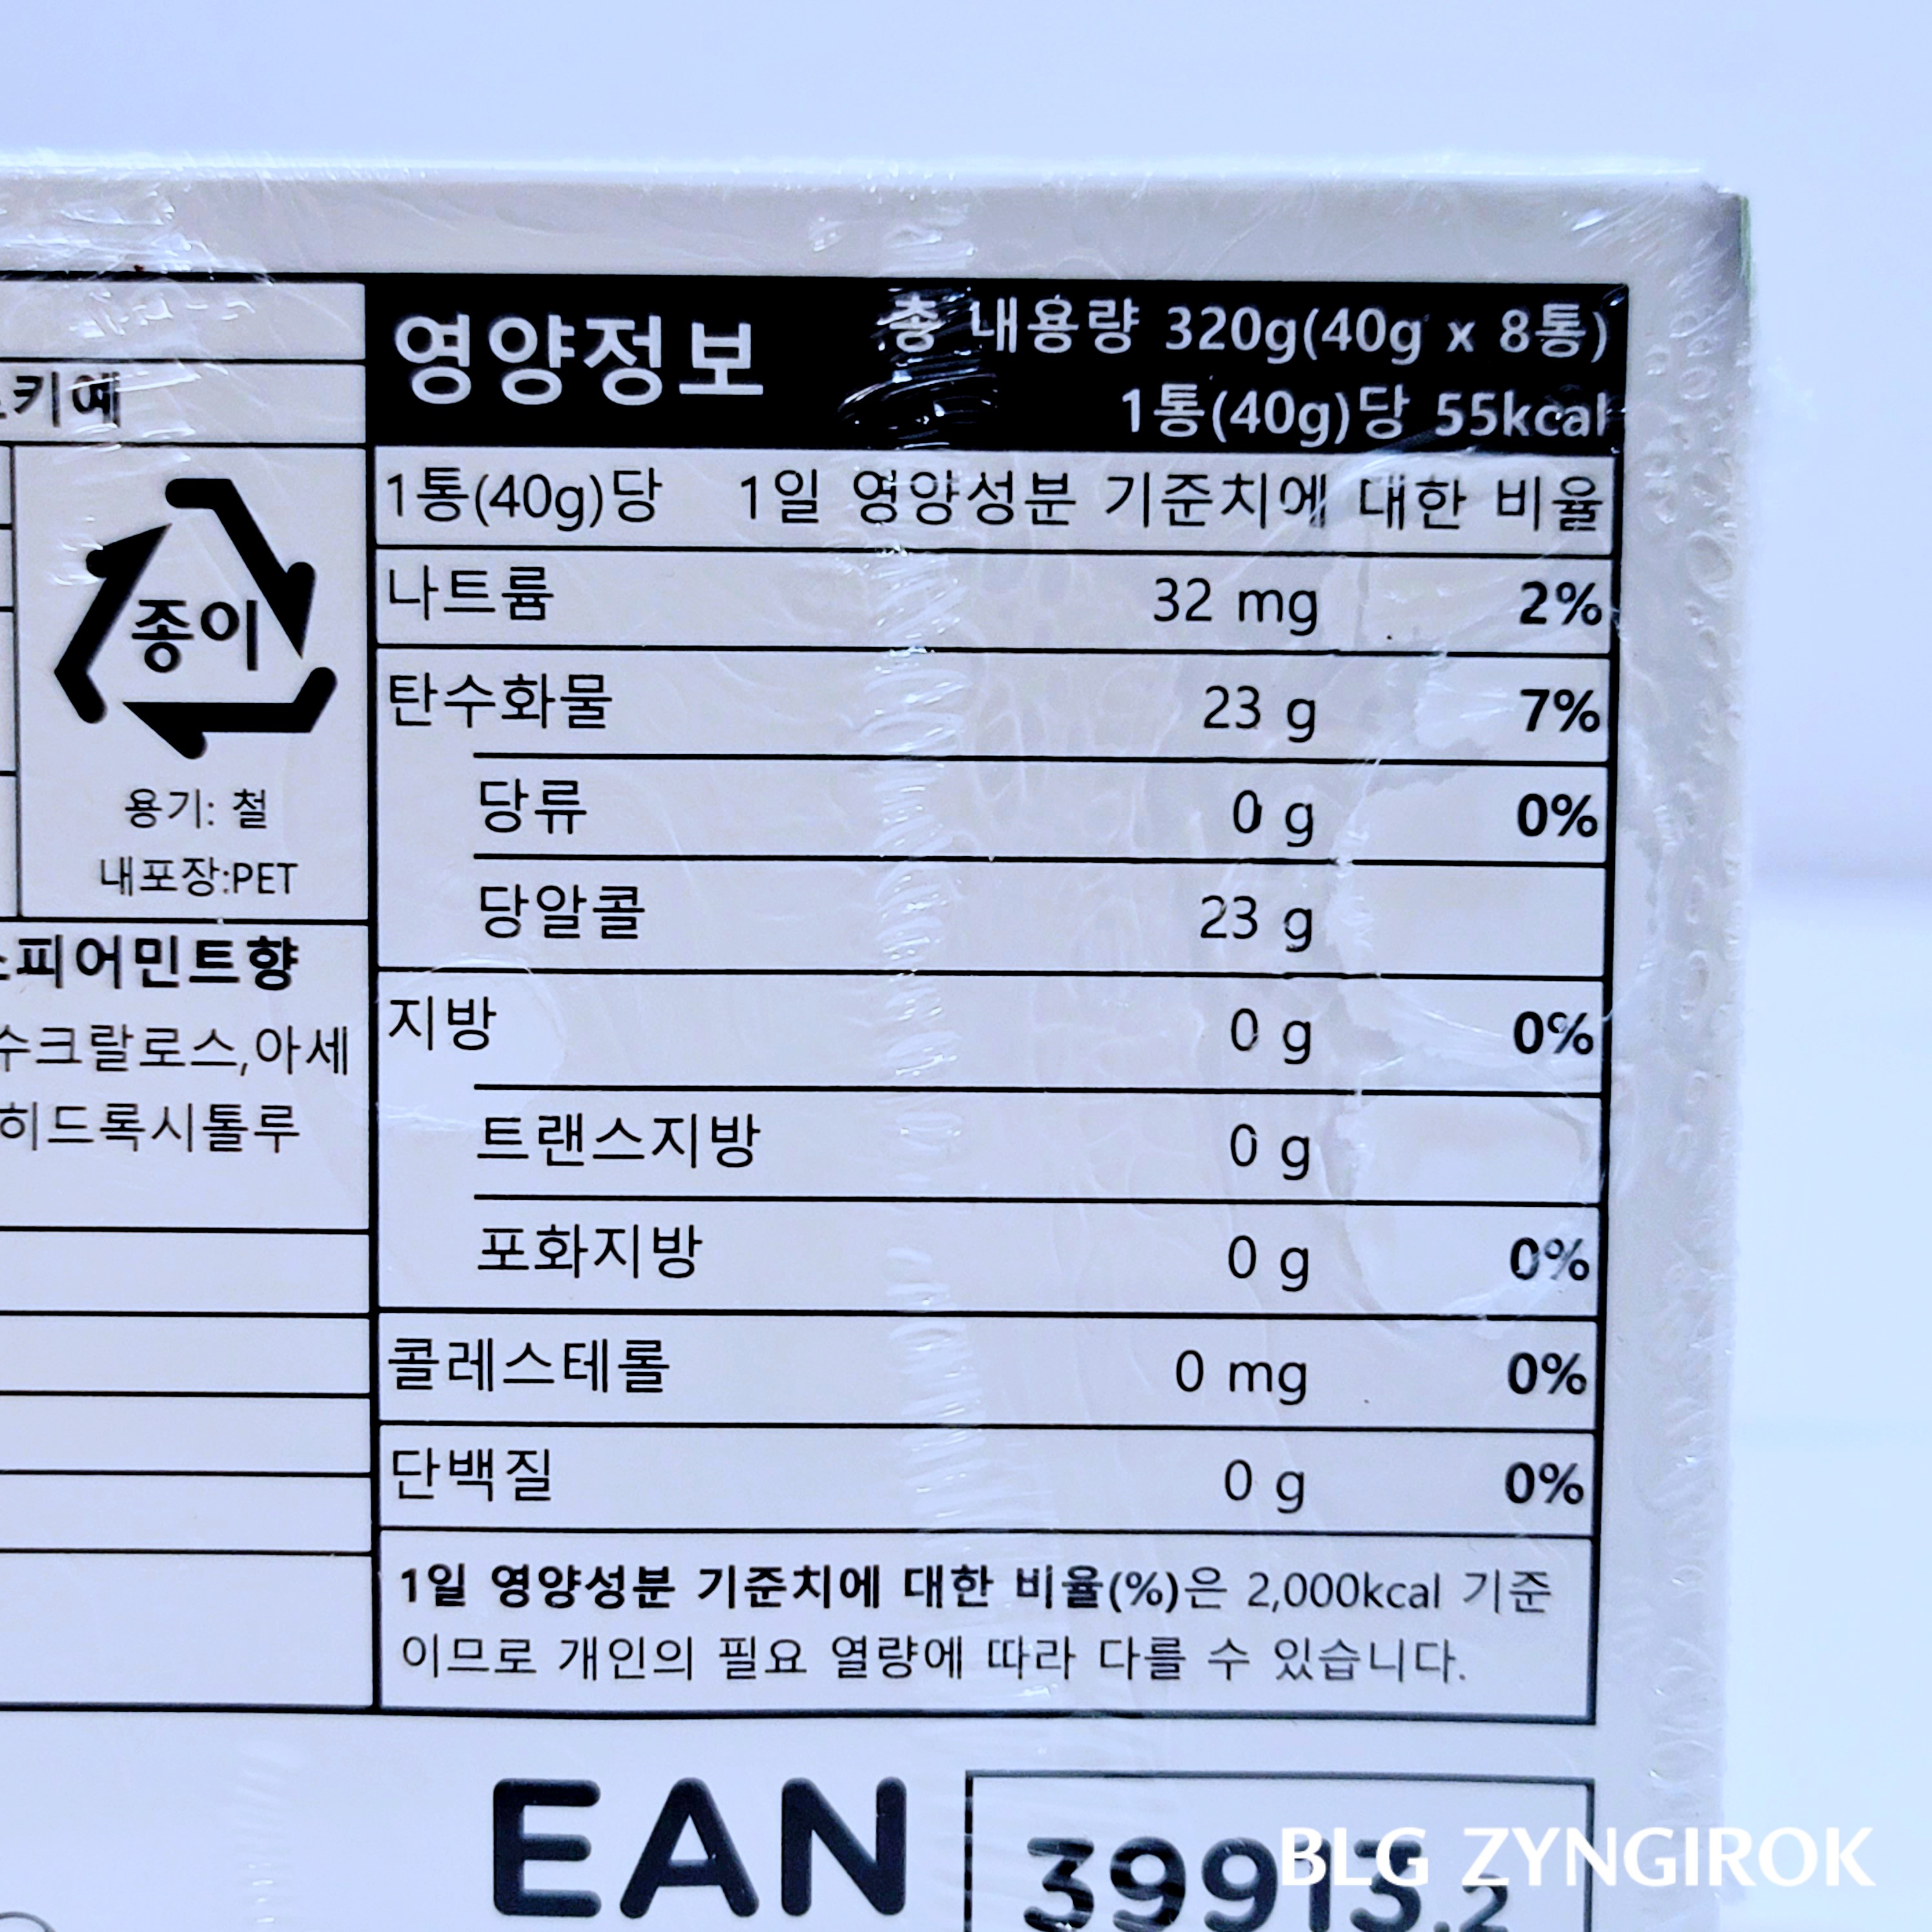 영양정보
총 내용량 320g(40g x 8통)
1통(40g)당 55kcal
1통(40g)당 1일 영양성분 기준치에 대한 비율
나트륨 32 mg 2%
탄수화물 23 g 7%
당류 0 g 0%
당알콜 23 g
지방 0 g 0%
트랜스지방 0 g
포화지방 0 g 0%
콜레스테롤 0 mg 0%
단백질 0 g 0%
1일 영양성분 기준치에 대한 비율(%)은 2,000kcal 기준
이므로 개인의 필요 열량에 따라 다를 수 있습니다.
키예
종이
용기: 철
내포장:PET
피어민트향
수크랄로스,아세
히드록시톨루
EAN
39913.2
BLG ZYNGIROK